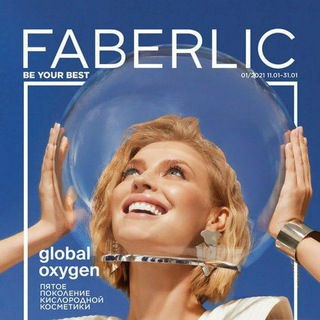 FABERLIC
BE YOUR BEST
01/2021 11.01–31.01
global
oxygen
ПЯТОЕ
ПОКОЛЕНИЕ
КИСЛОРОДНОЙ
КОСМЕТИКИ